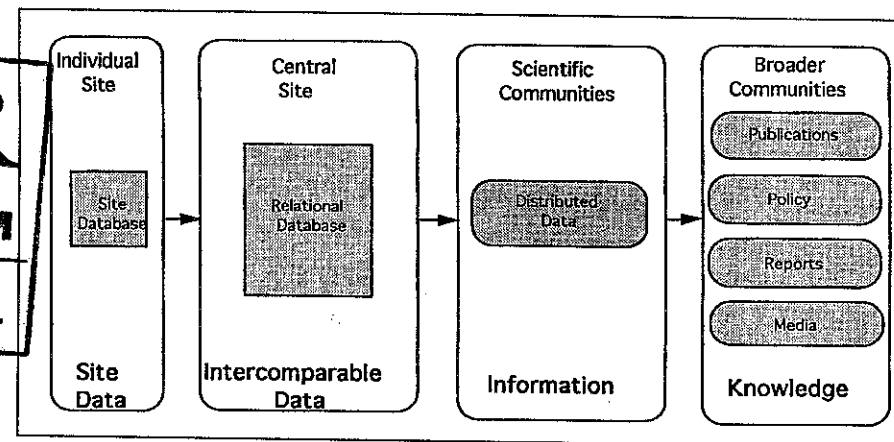 Individual
Site
Site
Database
Site
Data
Central
Site
Relational
Database
Intercomparable
Data
Scientific
Communities
Distributed
Data
Information
Broader
Communities
Publications
Policy
Reports
Media
Knowledge